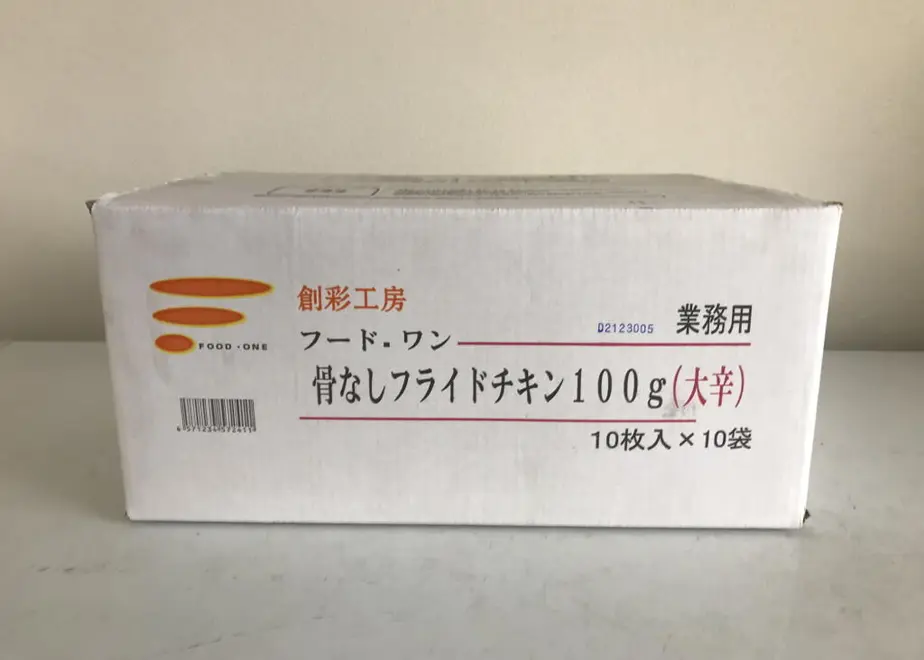 創彩工房
フード・ワン
D2123005 業務用
FOOD・ONE
骨なしフライドチキン100g(大辛)
10枚入×10袋